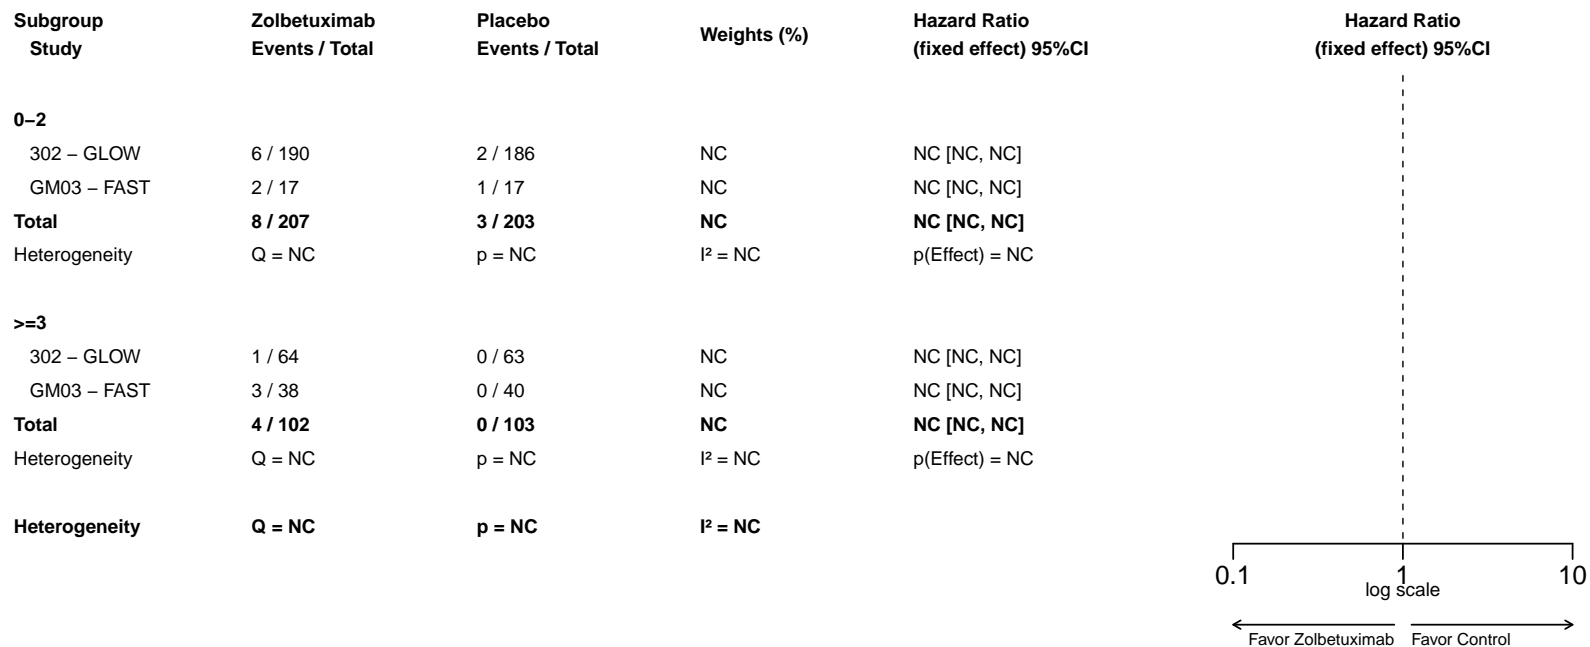 Subgroup Zolbetuximab Placebo Weights (%) Hazard Ratio Hazard Ratio
Study Events / Total Events / Total (fixed effect) 95%CI (fixed effect) 95%CI
0–2
302 – GLOW 6 / 190 2 / 186 NC NC [NC, NC]
GM03 – FAST 2 / 17 1 / 17 NC NC [NC, NC]
Total 8 / 207 3 / 203 NC NC [NC, NC]
Heterogeneity Q = NC p = NC I² = NC p(Effect) = NC
>=3
302 – GLOW 1 / 64 0 / 63 NC NC [NC, NC]
GM03 – FAST 3 / 38 0 / 40 NC NC [NC, NC]
Total 4 / 102 0 / 103 NC NC [NC, NC]
Heterogeneity Q = NC p = NC I² = NC p(Effect) = NC
Heterogeneity Q = NC p = NC I² = NC
0.1 1 10
log scale
Favor Zolbetuximab Favor Control